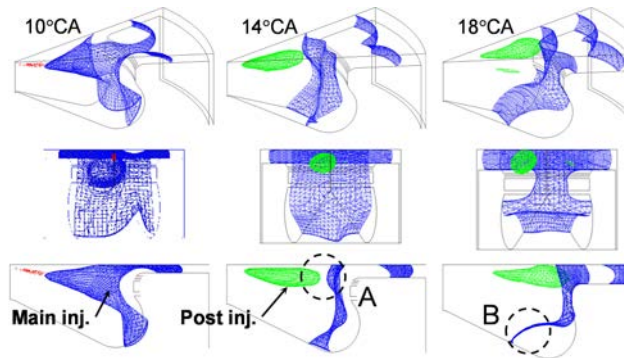 10°CA
14°CA
18°CA
Main inj.
Post inj.
A
B